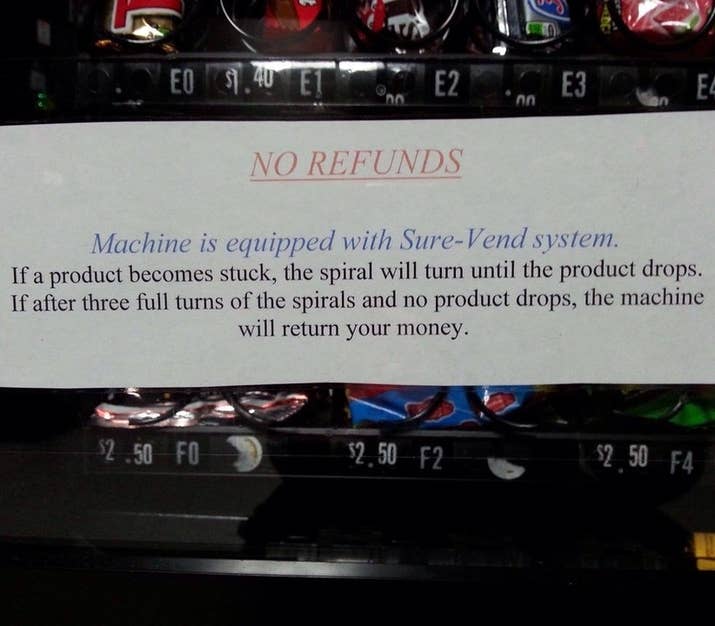 E0 $1.40 E1 E2 E3
NO REFUNDS
Machine is equipped with Sure-Vend system.
If a product becomes stuck, the spiral will turn until the product drops.
If after three full turns of the spirals and no product drops, the machine
will return your money.
$2.50 F0 $2.50 F2 $2.50 F4